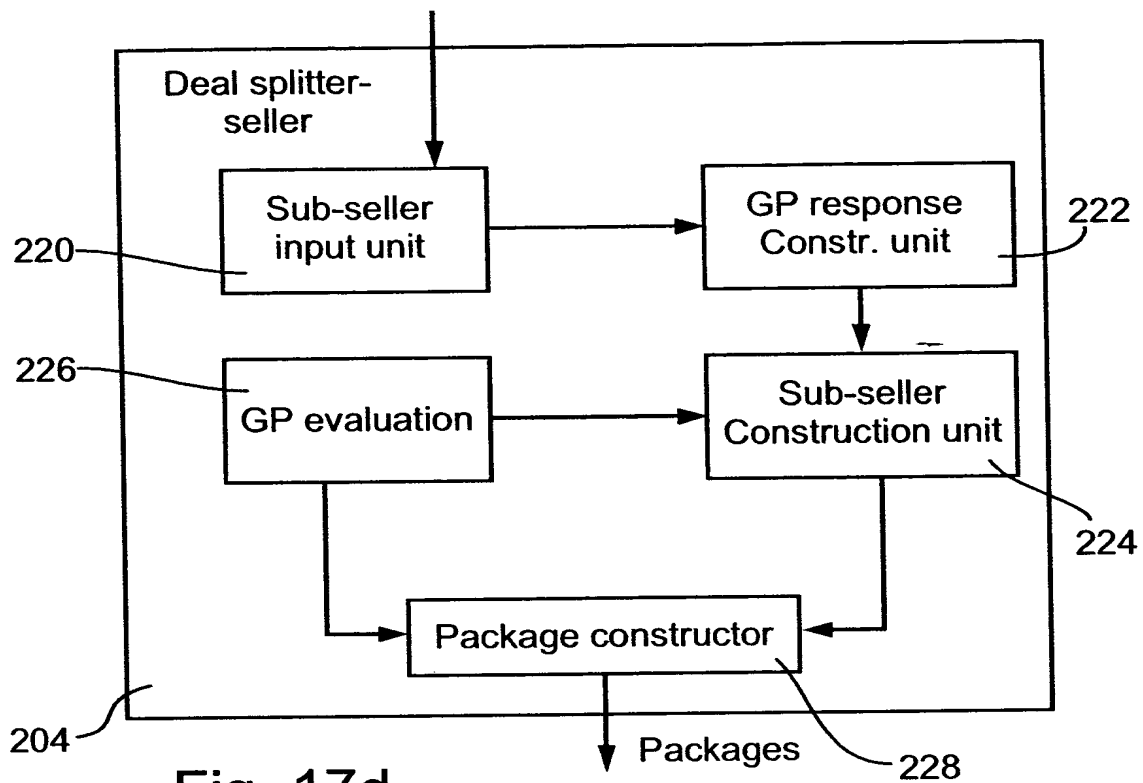 Deal splitter-
seller
Sub-seller
input unit
GP response
Constr. unit
222
220
226
GP evaluation
Sub-seller
Construction unit
224
Package constructor
204
Packages
228
Fig. 17d